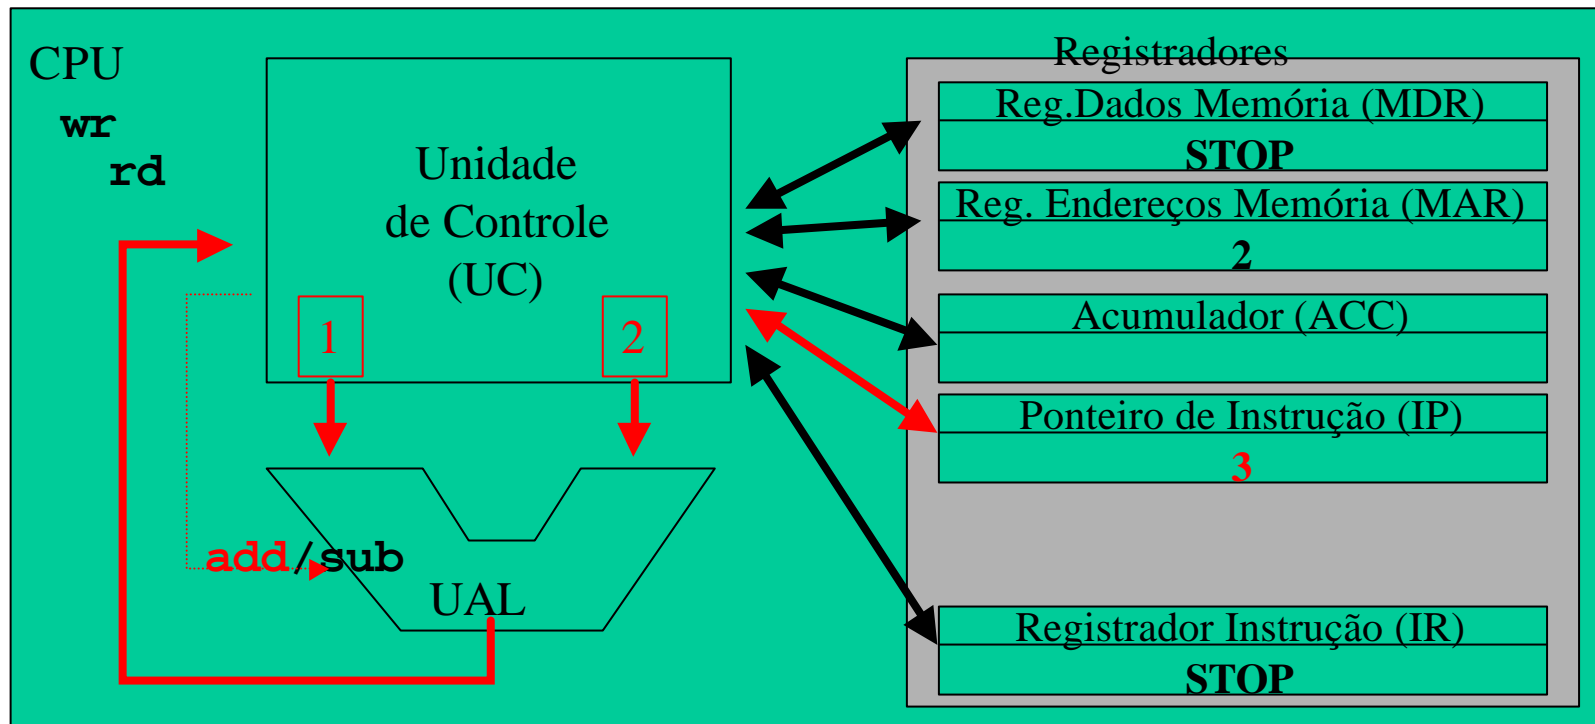 CPU
wr
rd
Unidade
de Controle
(UC)
1
2
add/sub
UAL
Registradores
Reg.Dados Memória (MDR)
STOP
Reg. Endereços Memória (MAR)
2
Acumulador (ACC)
Ponteiro de Instrução (IP)
3
Registrador Instrução (IR)
STOP